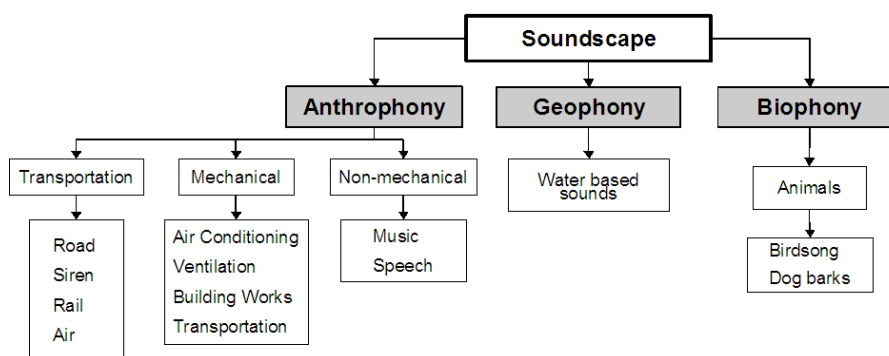 Soundscape
Anthrophony
Geophony
Biophony
Transportation
Mechanical
Non-mechanical
Water based
sounds
Animals
Road
Siren
Rail
Air
Air Conditioning
Ventilation
Building Works
Transportation
Music
Speech
Birdsong
Dog barks